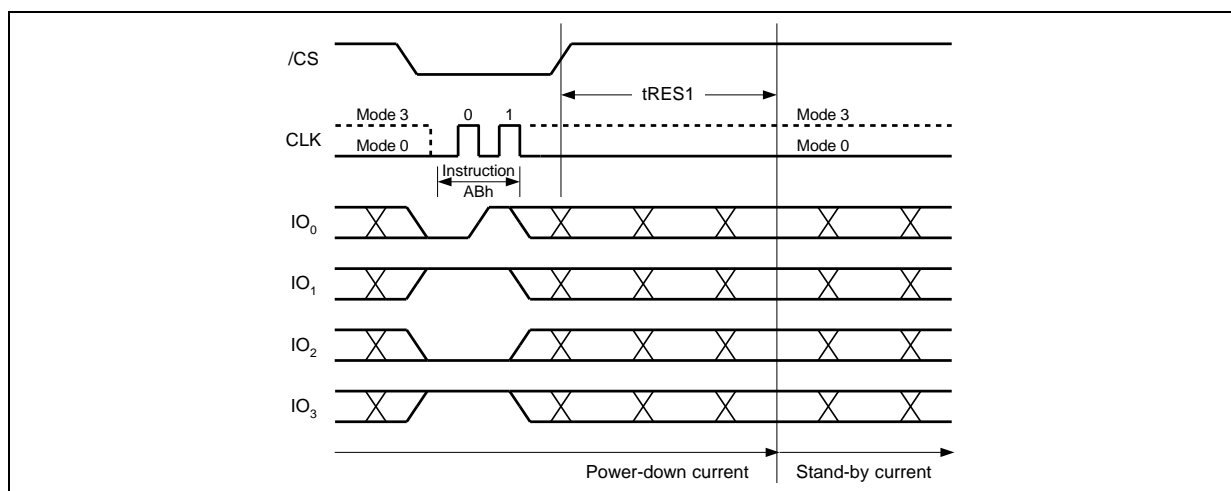 /CS
tRES1
Mode 3 0 1 Mode 3
CLK
Mode 0 Mode 0
Instruction
ABh
IO0
IO1
IO2
IO3
Power-down current Stand-by current